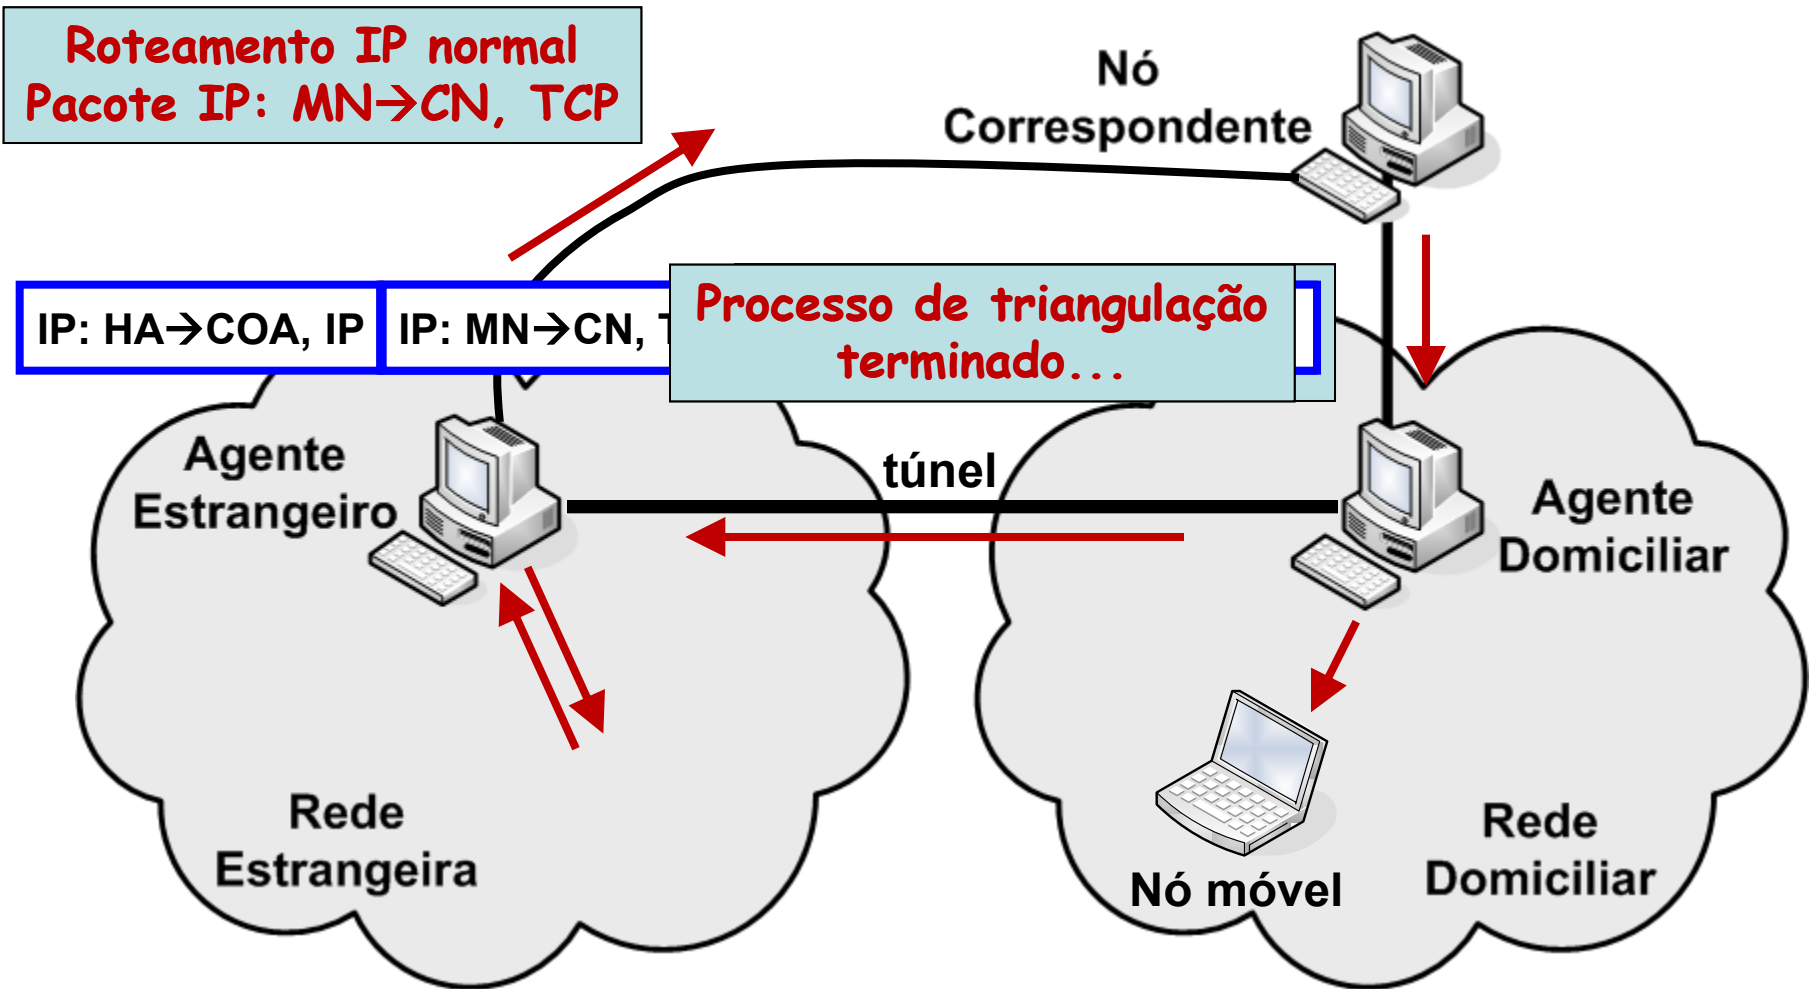 Roteamento IP normal
Pacote IP: MN→CN, TCP
Nó
Correspondente
IP: HA→COA, IP
IP: MN→CN,
Processo de triangulação
terminado...
Agente
Estrangeiro
túnel
Agente
Domiciliar
Rede
Estrangeira
Nó móvel
Rede
Domiciliar